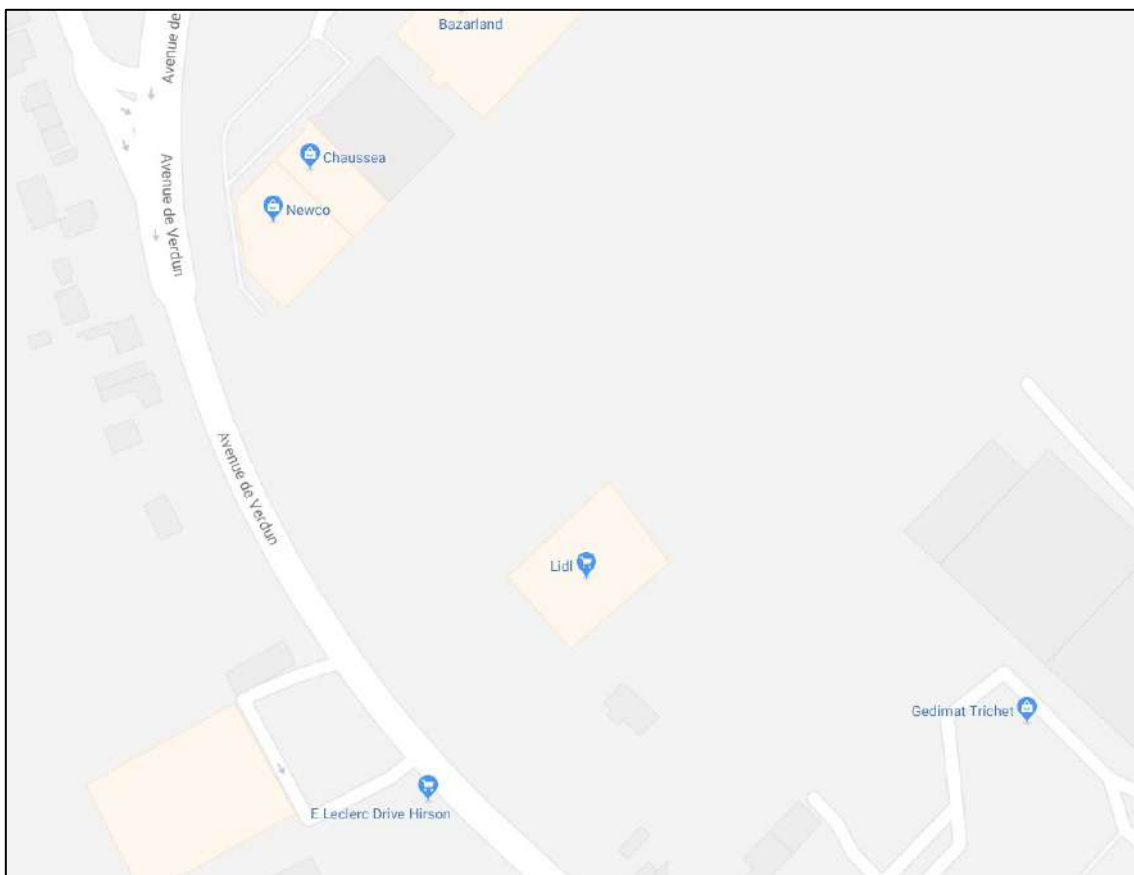 Bazarland
Avenue de
Chaussea
Avenue de Verdun
Newco
Avenue de Verdun
Lidl
Gedimat Trichet
E Leclerc Drive Hirson